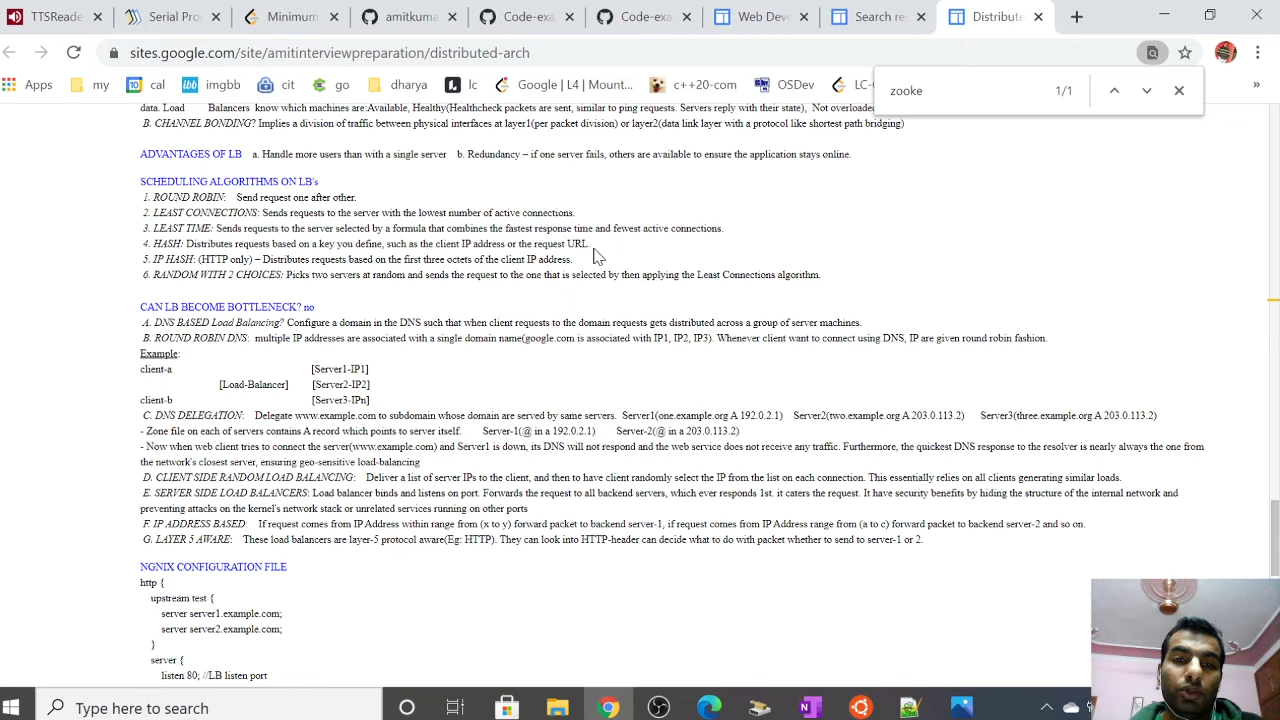 TTSReade
Serial Pro
Minimum
amitkuma
Code-exa
Code-exa
Web Deve
Search re
Distribute
sites.google.com/site/amitinterviewpreparation/distributed-arch
Apps
my
cal
imgbb
cit
go
dharya
lc
Google | L4 | Mount...
c++20-com
OSDev
LC-C
zooke
1/1
data. Load Balancers know which machines are:Available, Healthy(Healthcheck packets are sent, similar to ping requests. Servers reply with their state), Not overloade
B. CHANNEL BONDING? Implies a division of traffic between physical interfaces at layer1(per packet division) or layer2(data link layer with a protocol like shortest path bridging)
ADVANTAGES OF LB a. Handle more users than with a single server b. Redundancy – if one server fails, others are available to ensure the application stays online.
SCHEDULING ALGORITHMS ON LB's
1. ROUND ROBIN: Send request one after other.
2. LEAST CONNECTIONS: Sends requests to the server with the lowest number of active connections.
3. LEAST TIME: Sends requests to the server selected by a formula that combines the fastest response time and fewest active connections.
4. HASH: Distributes requests based on a key you define, such as the client IP address or the request URL.
5. IP HASH: (HTTP only) – Distributes requests based on the first three octets of the client IP address.
6. RANDOM WITH 2 CHOICES: Picks two servers at random and sends the request to the one that is selected by then applying the Least Connections algorithm.
CAN LB BECOME BOTTLENECK? no
A. DNS BASED Load Balancing? Configure a domain in the DNS such that when client requests to the domain requests gets distributed across a group of server machines.
B. ROUND ROBIN DNS: multiple IP addresses are associated with a single domain name(google.com is associated with IP1, IP2, IP3). Whenever client want to connect using DNS, IP are given round robin fashion.
Example:
client-a [Server1-IP1]
[Load-Balancer] [Server2-IP2]
client-b [Server3-IPn]
C. DNS DELEGATION: Delegate www.example.com to subdomain whose domain are served by same servers. Server1(one.example.org A 192.0.2.1) Server2(two.example.org A 203.0.113.2) Server3(three.example.org A 203.0.113.2)
- Zone file on each of servers contains A record which points to server itself. Server-1(@ in a 192.0.2.1) Server-2(@ in a 203.0.113.2)
- Now when web client tries to connect the server(www.example.com) and Server1 is down, its DNS will not respond and the web service does not receive any traffic. Furthermore, the quickest DNS response to the resolver is nearly always the one from
the network's closest server, ensuring geo-sensitive load-balancing
D. CLIENT SIDE RANDOM LOAD BALANCING: Deliver a list of server IPs to the client, and then to have client randomly select the IP from the list on each connection. This essentially relies on all clients generating similar loads.
E. SERVER SIDE LOAD BALANCERS: Load balancer binds and listens on port. Forwards the request to all backend servers, which ever responds 1st. it caters the request. It have security benefits by hiding the structure of the internal network and
preventing attacks on the kernel's network stack or unrelated services running on other ports
F. IP ADDRESS BASED: If request comes from IP Address within range from (x to y) forward packet to backend server-1, if request comes from IP Address range from (a to c) forward packet to backend server-2 and so on.
G. LAYER 5 AWARE: These load balancers are layer-5 protocol aware(Eg: HTTP). They can look into HTTP-header can decide what to do with packet whether to send to server-1 or 2.
NGNIX CONFIGURATION FILE
http {
upstream test {
server server1.example.com;
server server2.example.com;
}
server {
listen 80; //LB listen port
Type here to search